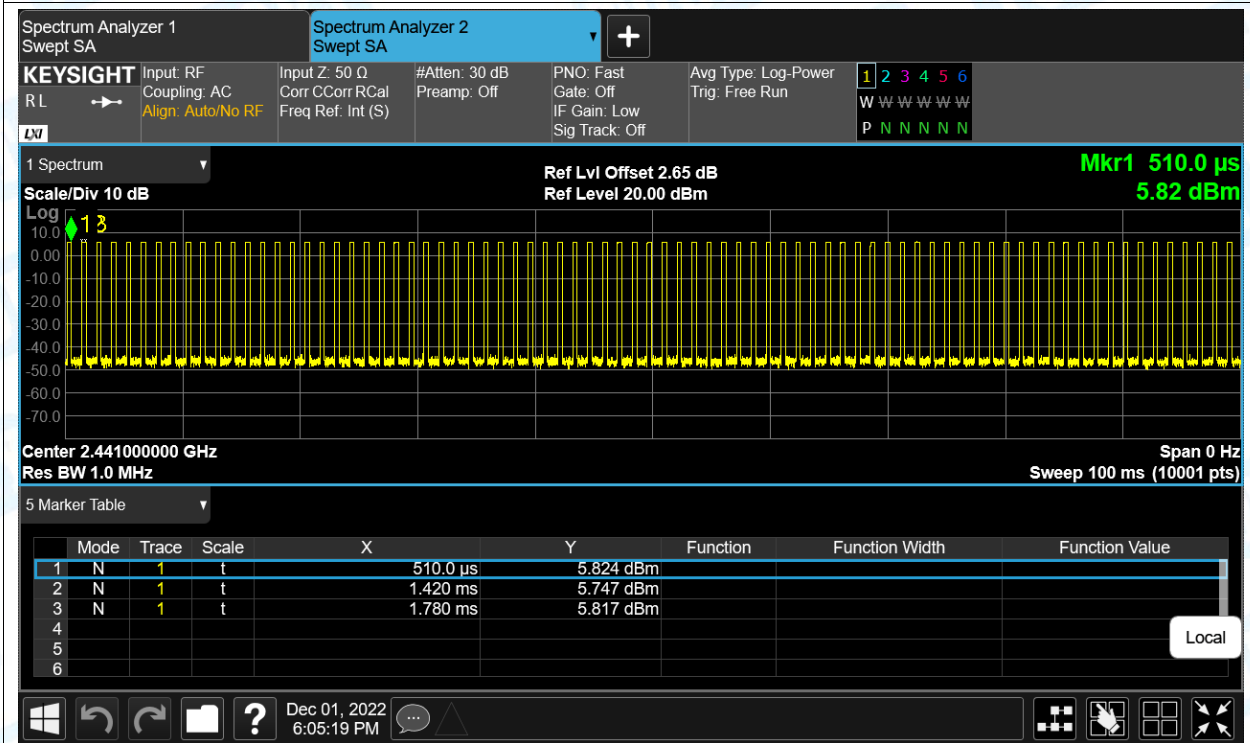 Spectrum Analyzer 1
Swept SA
Spectrum Analyzer 2
Swept SA
KEYSIGHT
R L
LXI
Input: RF
Coupling: AC
Align: Auto/No RF
Input Z: 50 Ω
Corr CCorr RCal
Freq Ref: Int (S)
#Atten: 30 dB
Preamp: Off
PNO: Fast
Gate: Off
IF Gain: Low
Sig Track: Off
Avg Type: Log-Power
Trig: Free Run
1 2 3 4 5 6
W W W W W W
P N N N N N
1 Spectrum
Scale/Div 10 dB
Ref Lvl Offset 2.65 dB
Ref Level 20.00 dBm
Mkr1 510.0 µs
5.82 dBm
Log
10.0
0.00
-10.0
-20.0
-30.0
-40.0
-50.0
-60.0
-70.0
1 3
Center 2.441000000 GHz
Res BW 1.0 MHz
Span 0 Hz
Sweep 100 ms (10001 pts)
5 Marker Table
Mode Trace Scale X Y Function Function Width Function Value
1 N 1 t 510.0 µs 5.824 dBm
2 N 1 t 1.420 ms 5.747 dBm
3 N 1 t 1.780 ms 5.817 dBm
4
5
6
Local
?
Dec 01, 2022
6:05:19 PM